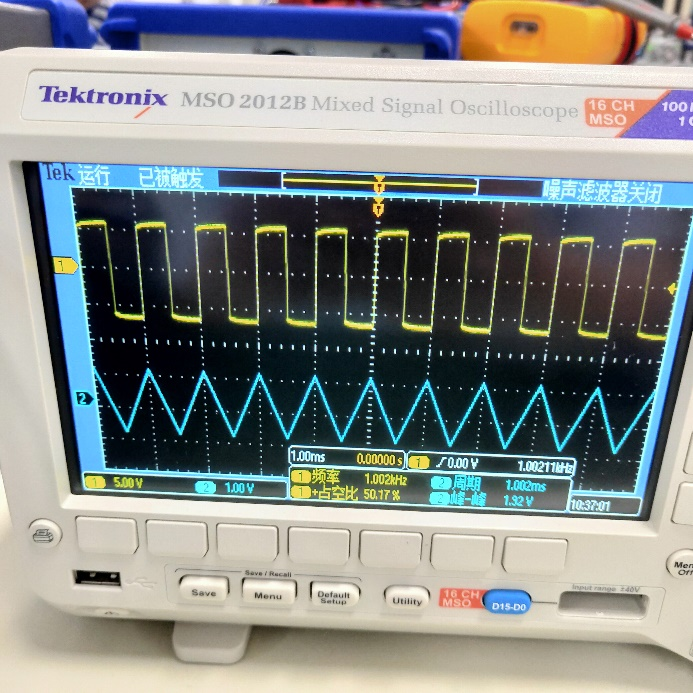 Tektronix MSO 2012B Mixed Signal Oscilloscope 16 CH MSO 100
Tek 运行 已被触发 噪声滤波器关闭
1
2
1.00ms 0.00000 s 1 0.00 V 1.00211kHz
1 5.00 V 2 1.00 V
1 频率 1.002kHz 2 周期 1.002ms
1 +占空比 50.17 % 2 峰-峰 1.32 V
10:37:01
Save / Recall
Save Menu Default Setup Utility 16 CH MSO D15-D0
Input range ±40V
Men
Off